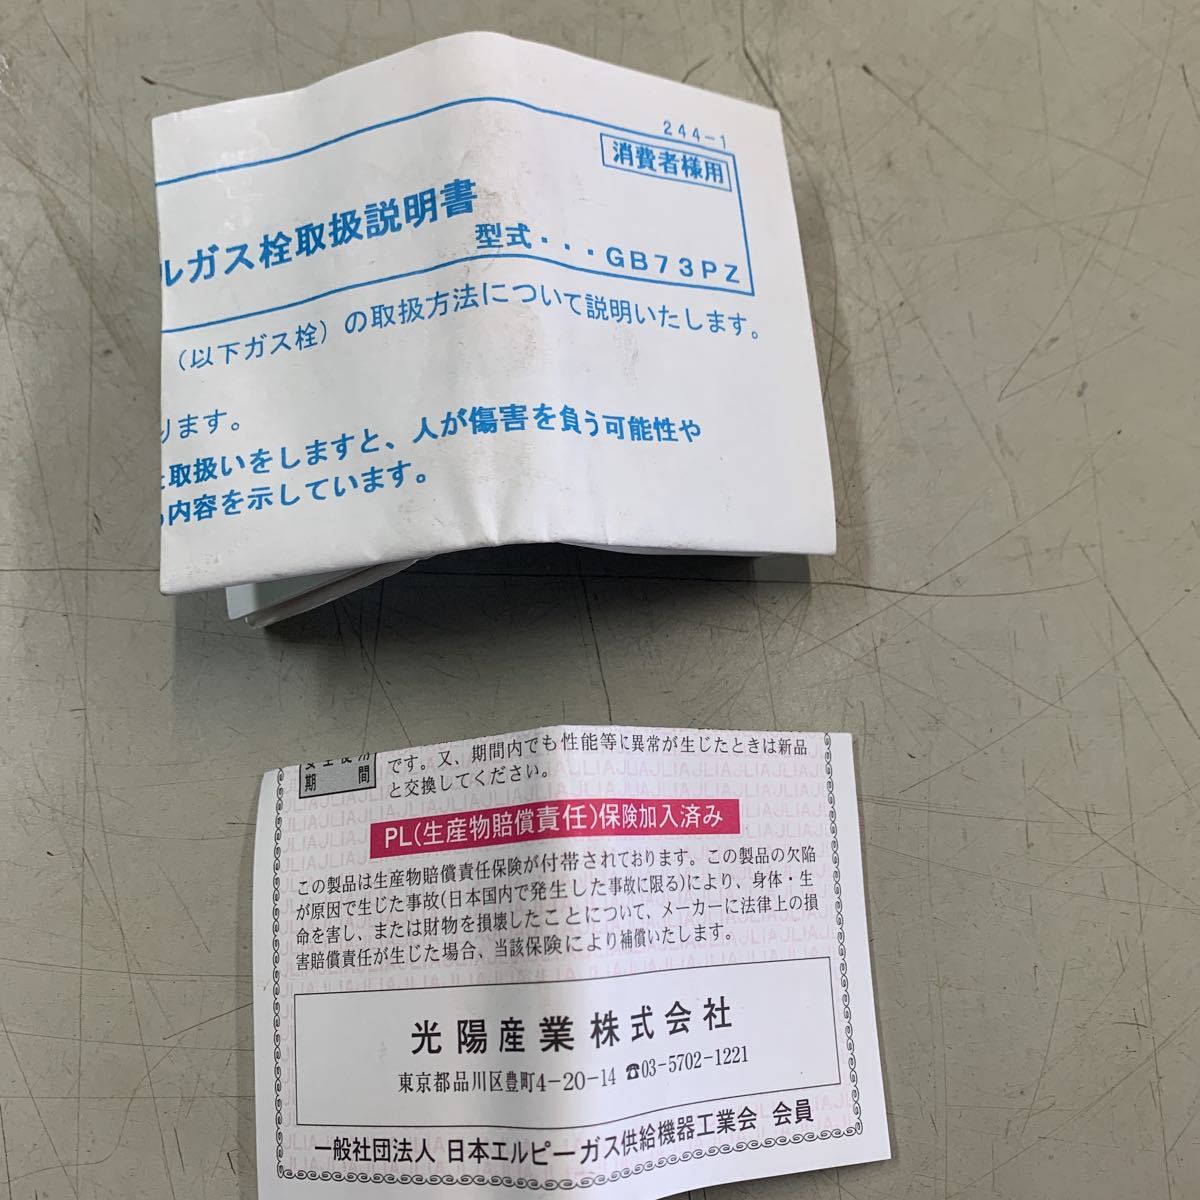 244-1
消費者様用
ルガス栓取扱説明書
型式・・・GB73PZ
(以下ガス栓)の取扱方法について説明いたします。
ります。
取扱いをしますと、人が傷害を負う可能性や
内容を示しています。
期間
です。又、期間内でも性能等に異常が生じたときは新品
と交換してください。
PL(生産物賠償責任)保険加入済み
この製品は生産物賠償責任保険が付帯されております。この製品の欠陥
が原因で生じた事故(日本国内で発生した事故に限る)により、身体・生
命を害し、または財物を損壊したことについて、メーカーに法律上の損
害賠償責任が生じた場合、当該保険により補償いたします。
光陽産業株式会社
東京都品川区豊町4-20-14 ☎03-5702-1221
一般社団法人 日本エルピーガス供給機器工業会 会員